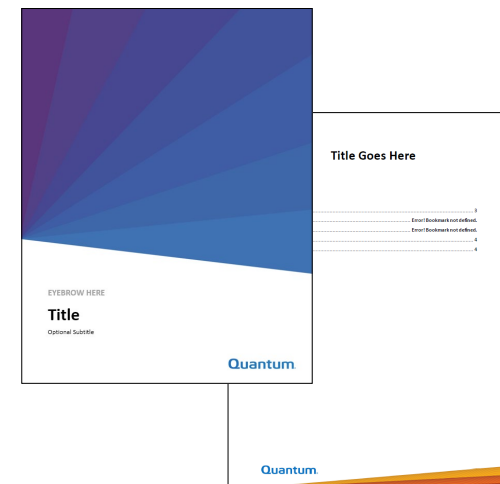 EYEBROW HERE
Title
Optional Subtitle
Quantum
Title Goes Here
3
Error! Bookmark not defined.
Error! Bookmark not defined.
4
4
Quantum